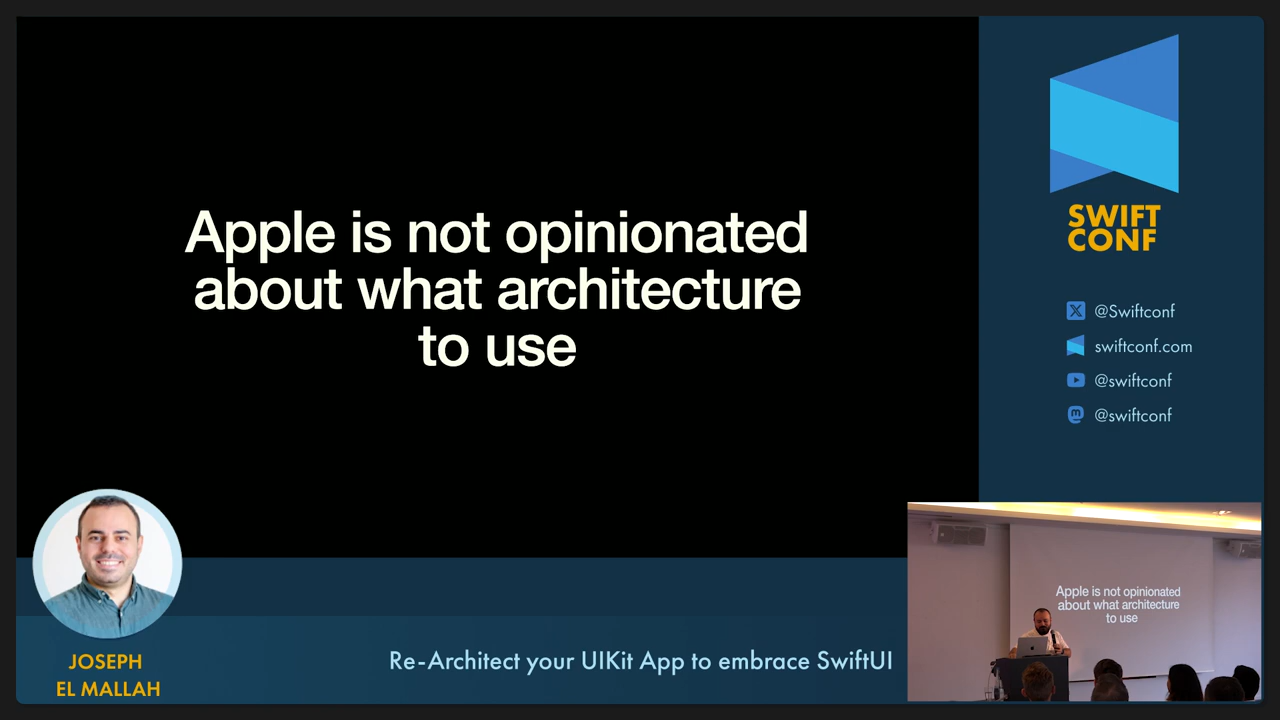 Apple is not opinionated
about what architecture
to use
SWIFT
CONF
@Swiftconf
swiftconf.com
@swiftconf
@swiftconf
JOSEPH
EL MALLAH
Re-Architect your UIKit App to embrace SwiftUI
Apple is not opinionated
about what architecture
to use